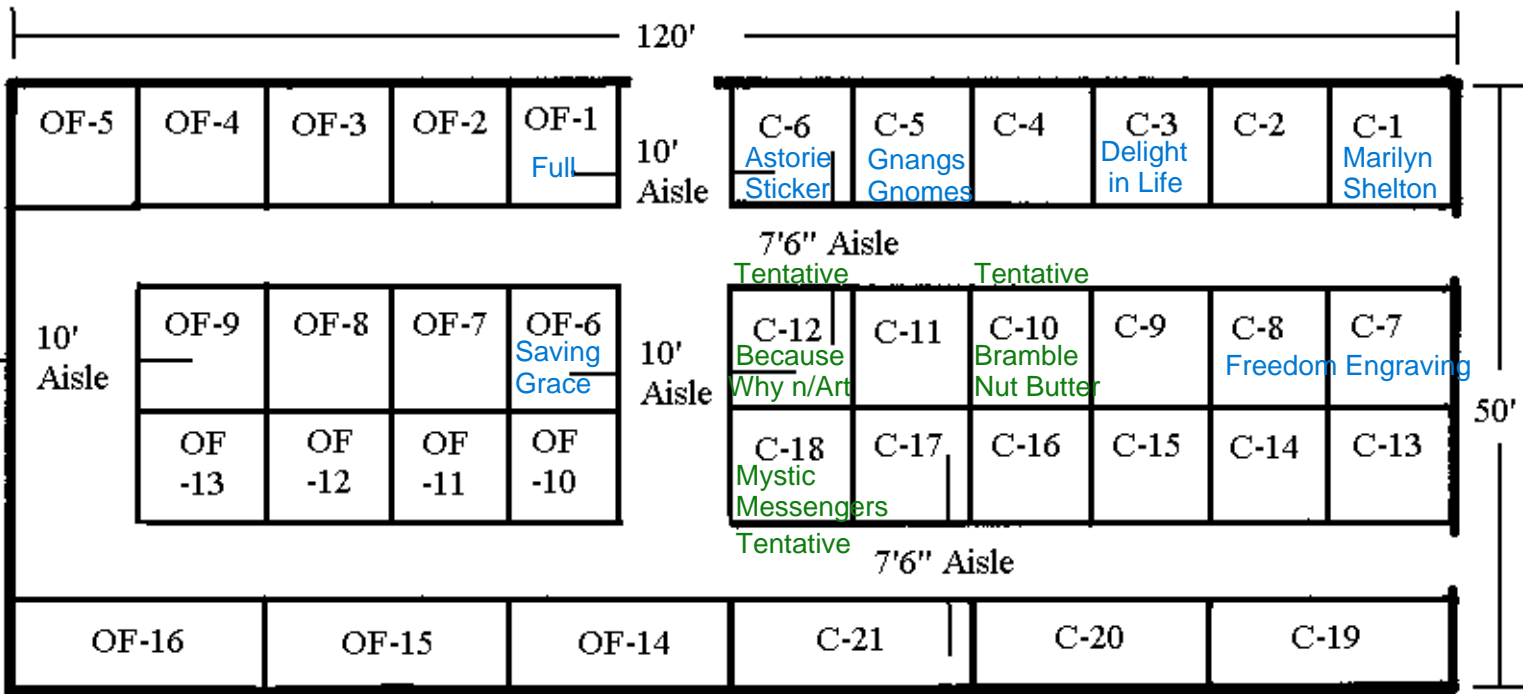 120'
OF-5 OF-4 OF-3 OF-2 OF-1
Full
10'
Aisle
C-6 C-5 C-4 C-3 C-2 C-1
Astorie Gnangs Delight Marilyn
Sticker Gnomes in Life Shelton
7'6" Aisle
Tentative Tentative
10'
Aisle
OF-9 OF-8 OF-7 OF-6
Saving
Grace
10'
Aisle
C-12 C-11 C-10 C-9 C-8 C-7
Because Bramble Freedom Engraving
Why n/Art Nut Butter
50'
OF OF OF OF
-13 -12 -11 -10
C-18 C-17 C-16 C-15 C-14 C-13
Mystic
Messengers
Tentative
7'6" Aisle
OF-16 OF-15 OF-14 C-21 C-20 C-19